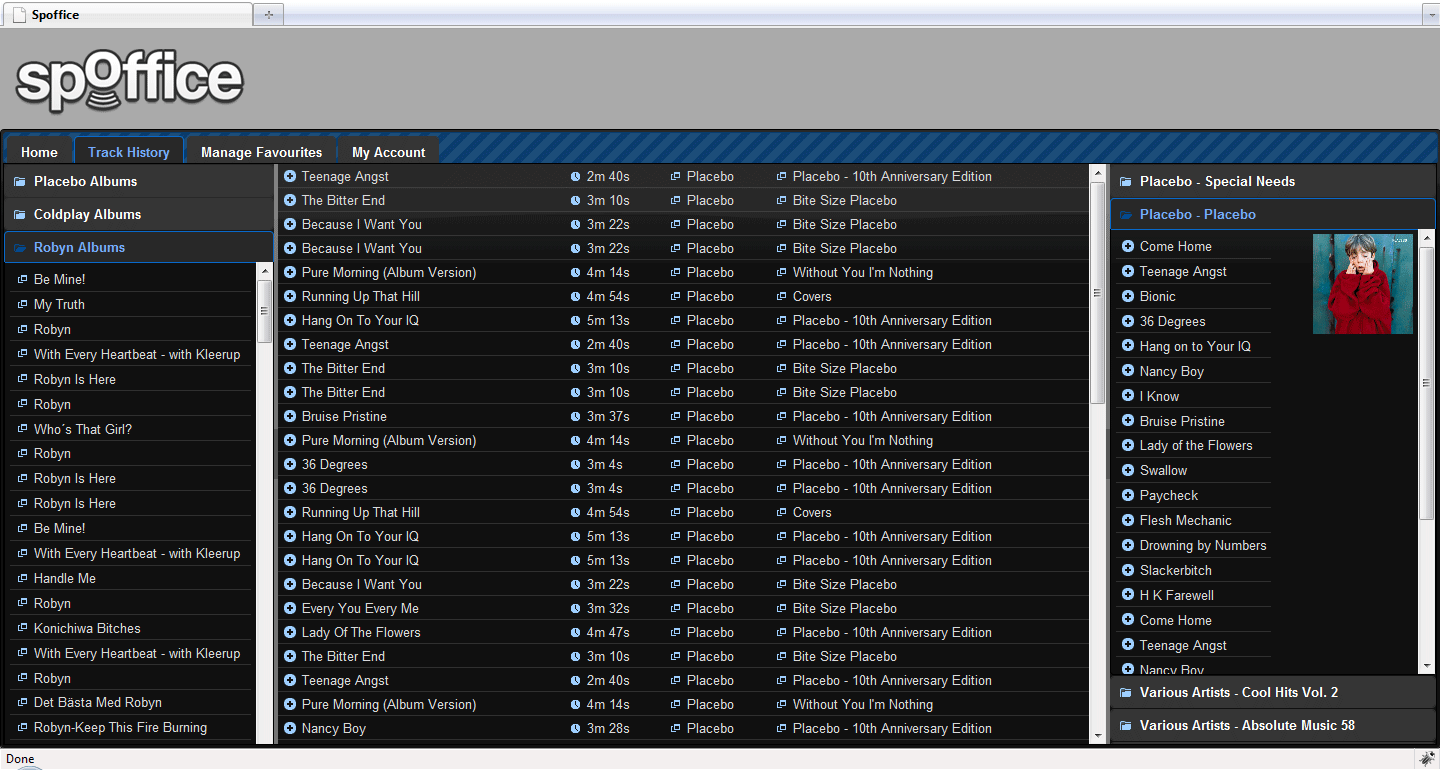 Spoffice
spoffice
Home Track History Manage Favourites My Account
Placebo Albums
Coldplay Albums
Robyn Albums
Be Mine!
My Truth
Robyn
With Every Heartbeat - with Kleerup
Robyn Is Here
Robyn
Who´s That Girl?
Robyn
Robyn Is Here
Robyn Is Here
Be Mine!
With Every Heartbeat - with Kleerup
Handle Me
Robyn
Konichiwa Bitches
With Every Heartbeat - with Kleerup
Robyn
Det Bästa Med Robyn
Robyn-Keep This Fire Burning
Teenage Angst 2m 40s Placebo Placebo - 10th Anniversary Edition
The Bitter End 3m 10s Placebo Bite Size Placebo
Because I Want You 3m 22s Placebo Bite Size Placebo
Because I Want You 3m 22s Placebo Bite Size Placebo
Pure Morning (Album Version) 4m 14s Placebo Without You I'm Nothing
Running Up That Hill 4m 54s Placebo Covers
Hang On To Your IQ 5m 13s Placebo Placebo - 10th Anniversary Edition
Teenage Angst 2m 40s Placebo Placebo - 10th Anniversary Edition
The Bitter End 3m 10s Placebo Bite Size Placebo
The Bitter End 3m 10s Placebo Bite Size Placebo
Bruise Pristine 3m 37s Placebo Placebo - 10th Anniversary Edition
Pure Morning (Album Version) 4m 14s Placebo Without You I'm Nothing
36 Degrees 3m 4s Placebo Placebo - 10th Anniversary Edition
36 Degrees 3m 4s Placebo Placebo - 10th Anniversary Edition
Running Up That Hill 4m 54s Placebo Covers
Hang On To Your IQ 5m 13s Placebo Placebo - 10th Anniversary Edition
Hang On To Your IQ 5m 13s Placebo Placebo - 10th Anniversary Edition
Because I Want You 3m 22s Placebo Bite Size Placebo
Every You Every Me 3m 32s Placebo Bite Size Placebo
Lady Of The Flowers 4m 47s Placebo Placebo - 10th Anniversary Edition
The Bitter End 3m 10s Placebo Bite Size Placebo
Teenage Angst 2m 40s Placebo Placebo - 10th Anniversary Edition
Pure Morning (Album Version) 4m 14s Placebo Without You I'm Nothing
Nancy Boy 3m 28s Placebo Placebo - 10th Anniversary Edition
Placebo - Special Needs
Placebo - Placebo
Come Home
Teenage Angst
Bionic
36 Degrees
Hang on to Your IQ
Nancy Boy
I Know
Bruise Pristine
Lady of the Flowers
Swallow
Paycheck
Flesh Mechanic
Drowning by Numbers
Slackerbitch
H K Farewell
Come Home
Teenage Angst
Nancy Boy
Various Artists - Cool Hits Vol. 2
Various Artists - Absolute Music 58
Done